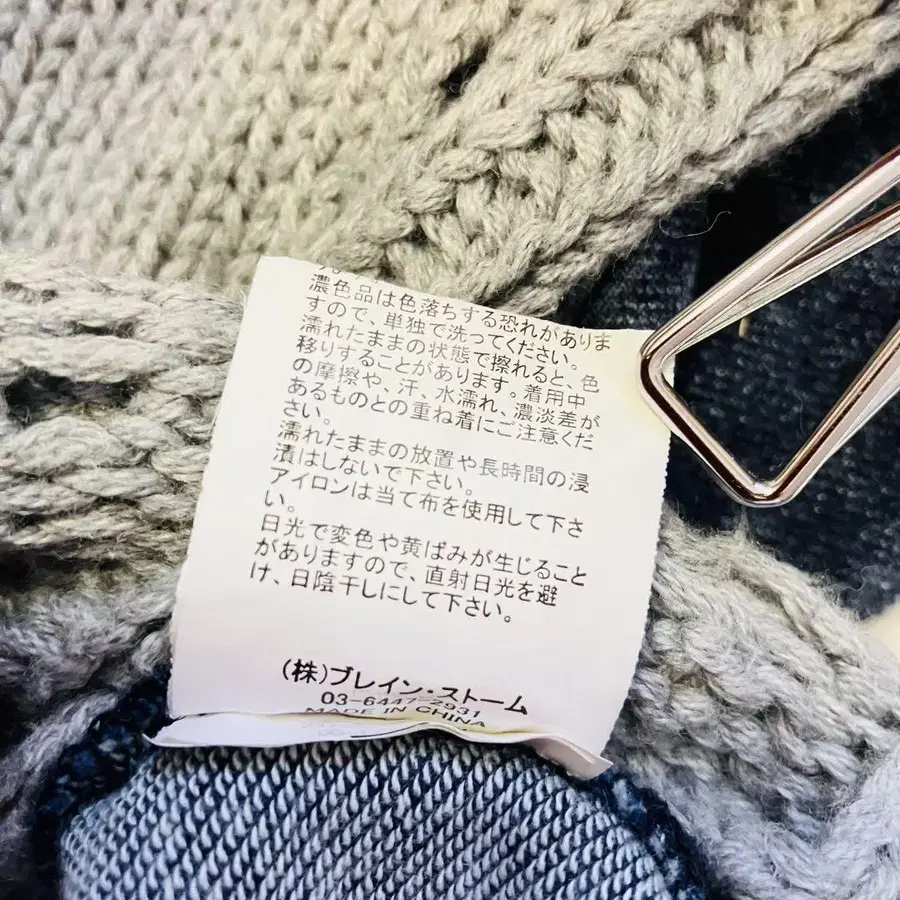 濃色品は色落ちする恐れがありま
すので、単独で洗ってください。
濡れたままの状態で擦れると、色
移りすることがあります。着用中
の摩擦や、汗、水濡れ、濃淡差が
あるものとの重ね着にご注意くだ
さい。
濡れたままの放置や長時間の浸
漬はしないで下さい。
アイロンは当て布を使用して下さ
い。
日光で変色や黄ばみが生じること
がありますので、直射日光を避
け、日陰干しにして下さい。
(株)ブレイン・ストーム
03-6447-2931
MADE IN CHINA